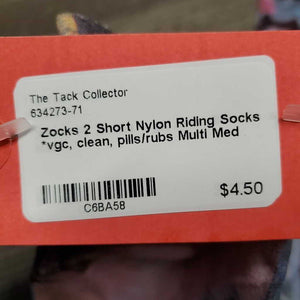 The Tack Collector
634273-71
Zocks 2 Short Nylon Riding Socks
*vgc, clean, pills/rubs Multi Med
$4.50
C6BA58